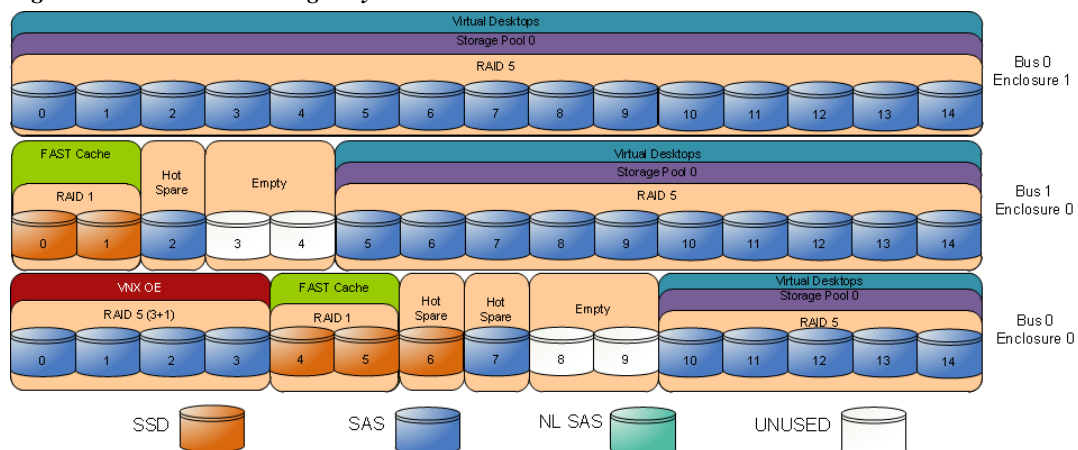 Virtual Desktops
Storage Pool 0
RAID 5
0 1 2 3 4 5 6 7 8 9 10 11 12 13 14
Bus 0
Enclosure 1
FAST Cache
RAID 1
Hot
Spare
Empty
Virtual Desktops
Storage Pool 0
RAID 5
0 1 2 3 4 5 6 7 8 9 10 11 12 13 14
Bus 1
Enclosure 0
VNX OE
RAID 5 (3+1)
FAST Cache
RAID 1
Hot
Spare
Hot
Spare
Empty
Virtual Desktops
Storage Pool 0
RAID 5
0 1 2 3 4 5 6 7 8 9 10 11 12 13 14
Bus 0
Enclosure 0
SSD
SAS
NL SAS
UNUSED